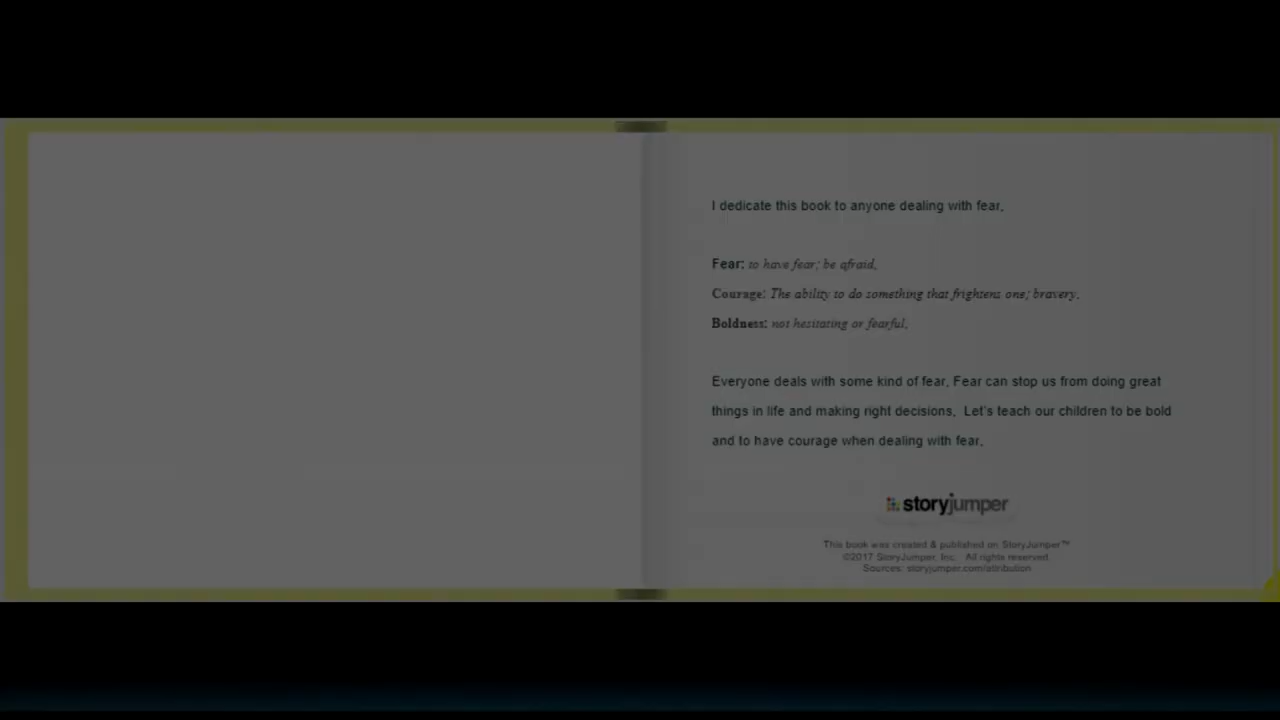 I dedicate this book to anyone dealing with fear.
Fear: to have fear; be afraid.
Courage: The ability to do something that frightens one; bravery.
Boldness: not hesitating or fearful.
Everyone deals with some kind of fear. Fear can stop us from doing great
things in life and making right decisions. Let's teach our children to be bold
and to have courage when dealing with fear.
storyjumper
This book was created & published on StoryJumper™
©2017 StoryJumper, Inc. All rights reserved.
Sources: storyjumper.com/attribution